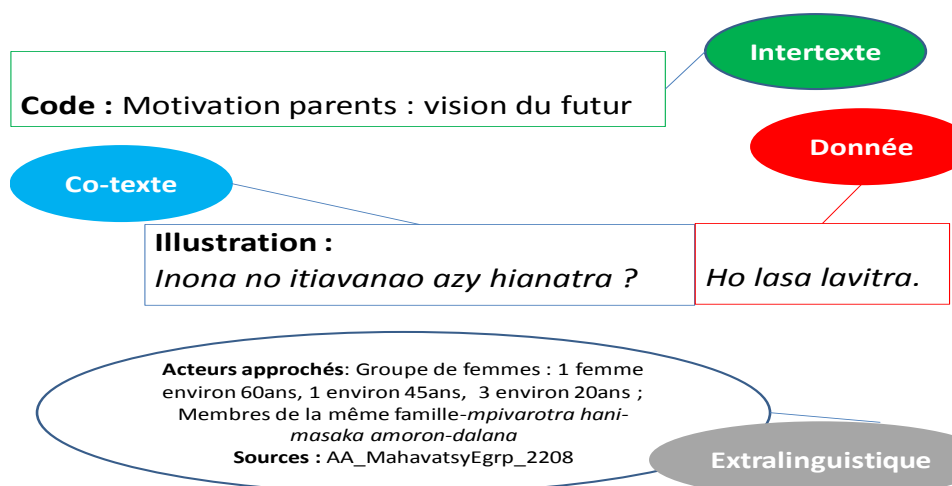 Intertexte
Code : Motivation parents : vision du futur
Donnée
Co-texte
Illustration :
Inona no itiavanao azy hianatra ?
Ho lasa lavitra.
Acteurs approchés: Groupe de femmes : 1 femme
environ 60ans, 1 environ 45ans, 3 environ 20ans ;
Membres de la même famille-mpivarotra hani-
masaka amoron-dalana
Sources : AA_MahavatsyEgrp_2208
Extralinguistique